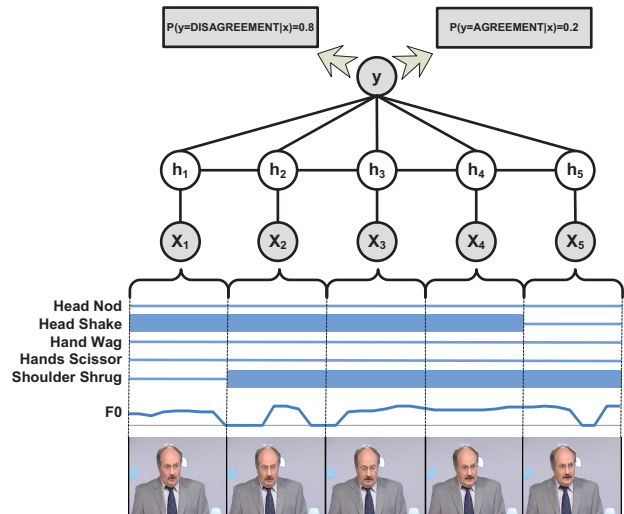 P(y=DISAGREEMENT|x)=0.8
P(y=AGREEMENT|x)=0.2
y
h1 h2 h3 h4 h5
X1 X2 X3 X4 X5
Head Nod
Head Shake
Hand Wag
Hands Scissor
Shoulder Shrug
F0